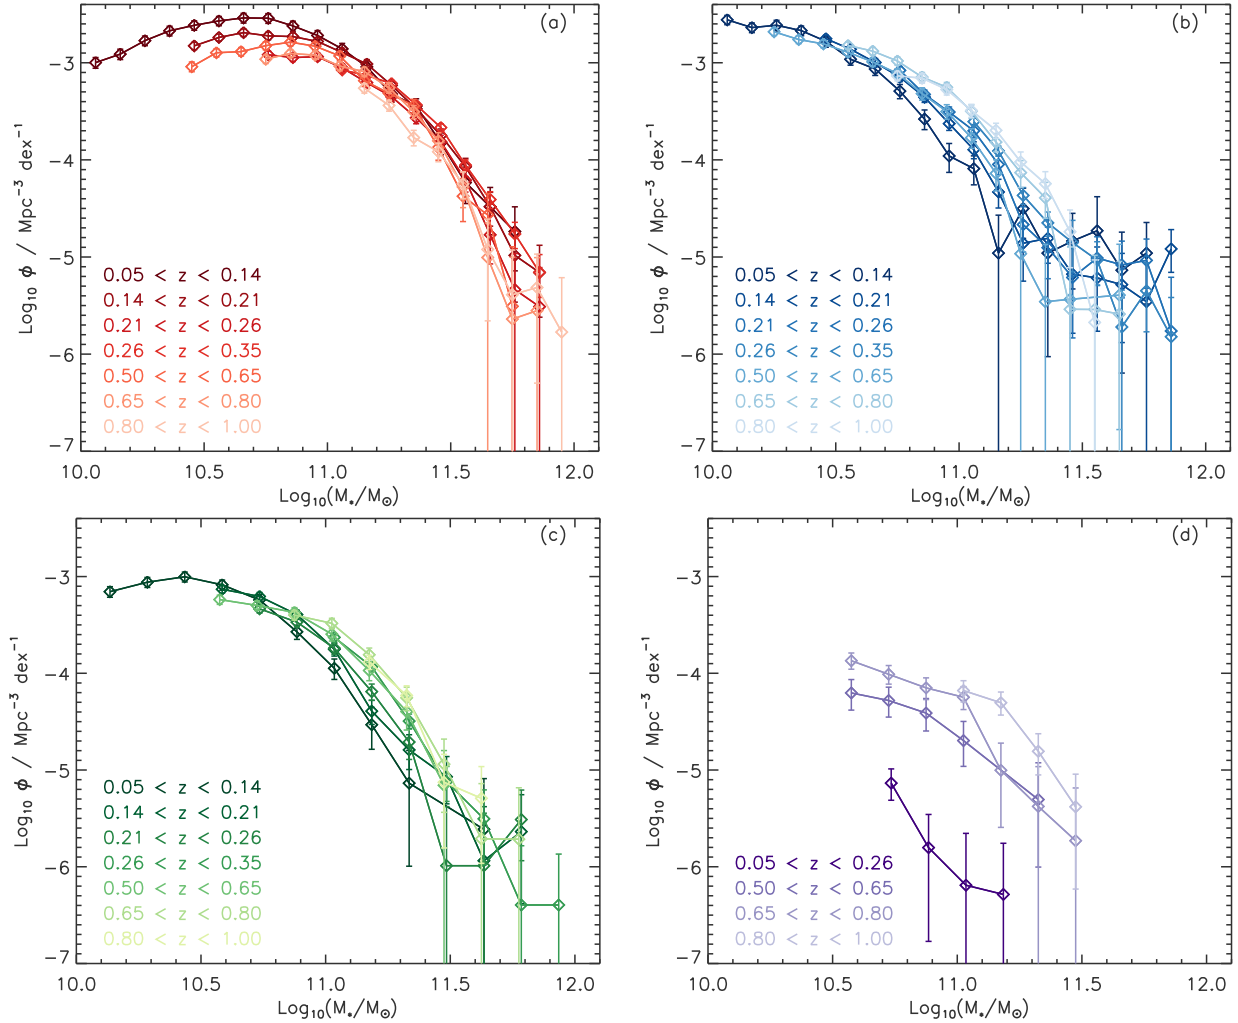 (a)
−3
−4
−5
−6
−7
Log10 ϕ / Mpc−3 dex−1
0.05 < z < 0.14
0.14 < z < 0.21
0.21 < z < 0.26
0.26 < z < 0.35
0.50 < z < 0.65
0.65 < z < 0.80
0.80 < z < 1.00
10.0 10.5 11.0 11.5 12.0
Log10(M*/M⊙)
(b)
−3
−4
−5
−6
−7
Log10 ϕ / Mpc−3 dex−1
0.05 < z < 0.14
0.14 < z < 0.21
0.21 < z < 0.26
0.26 < z < 0.35
0.50 < z < 0.65
0.65 < z < 0.80
0.80 < z < 1.00
10.0 10.5 11.0 11.5 12.0
Log10(M*/M⊙)
(c)
−3
−4
−5
−6
−7
Log10 ϕ / Mpc−3 dex−1
0.05 < z < 0.14
0.14 < z < 0.21
0.21 < z < 0.26
0.26 < z < 0.35
0.50 < z < 0.65
0.65 < z < 0.80
0.80 < z < 1.00
10.0 10.5 11.0 11.5 12.0
Log10(M*/M⊙)
(d)
−3
−4
−5
−6
−7
Log10 ϕ / Mpc−3 dex−1
0.05 < z < 0.26
0.50 < z < 0.65
0.65 < z < 0.80
0.80 < z < 1.00
10.0 10.5 11.0 11.5 12.0
Log10(M*/M⊙)